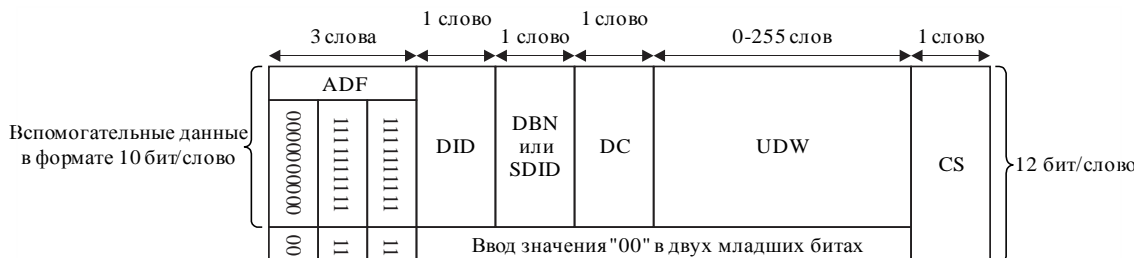 1 слово
1 слово
3 слова
1 слово
0-255 слов
1 слово
ADF
Вспомогательные данные
в формате 10 бит/слово
0000000000
1111111111
1111111111
DID
DBN
или
SDID
DC
UDW
CS
12 бит/слово
00
11
11
Ввод значения "00" в двух младших битах